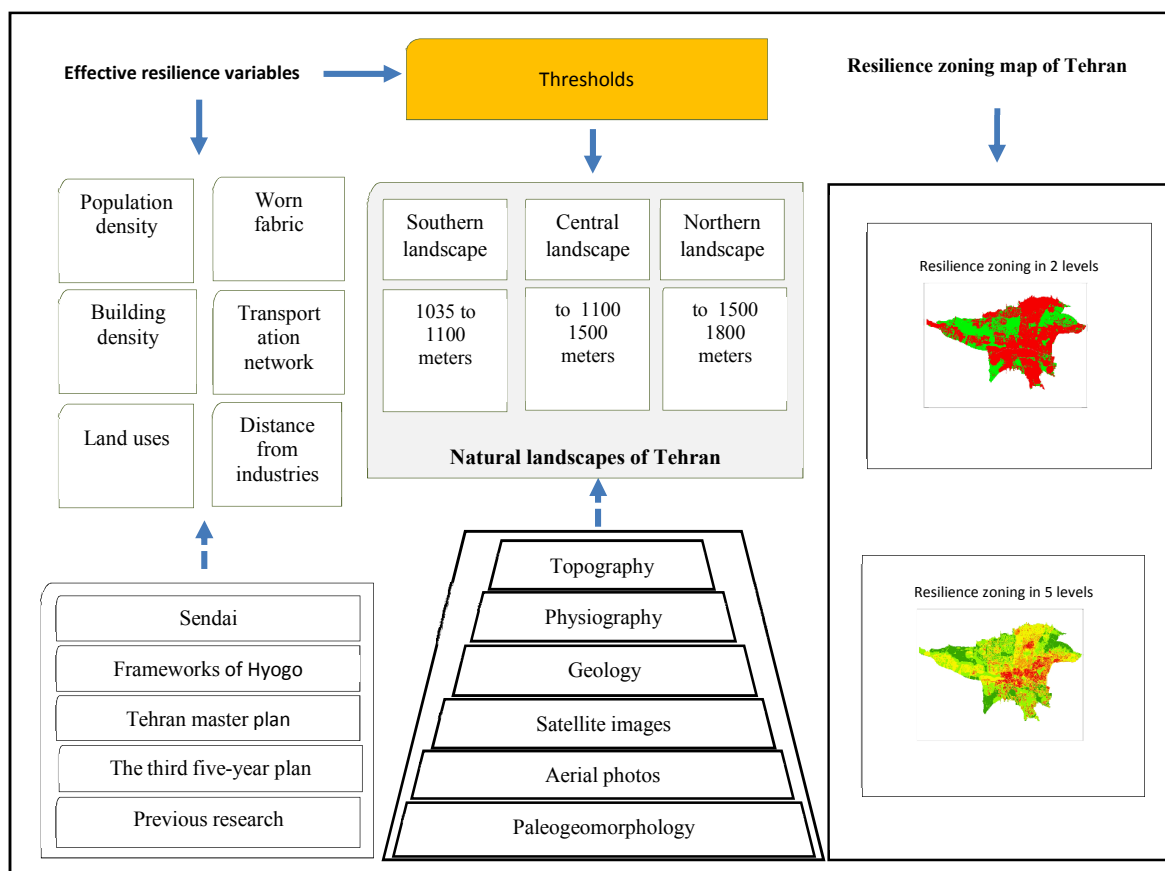 Effective resilience variables
Thresholds
Resilience zoning map of Tehran
Population
density
Worn
fabric
Building
density
Transport
ation
network
Land uses
Distance
from
industries
Southern
landscape
Central
landscape
Northern
landscape
1035 to
1100
meters
to 1100
1500
meters
to 1500
1800
meters
Natural landscapes of Tehran
Sendai
Frameworks of Hyogo
Tehran master plan
The third five-year plan
Previous research
Topography
Physiography
Geology
Satellite images
Aerial photos
Paleogeomorphology
Resilience zoning in 2 levels
Resilience zoning in 5 levels